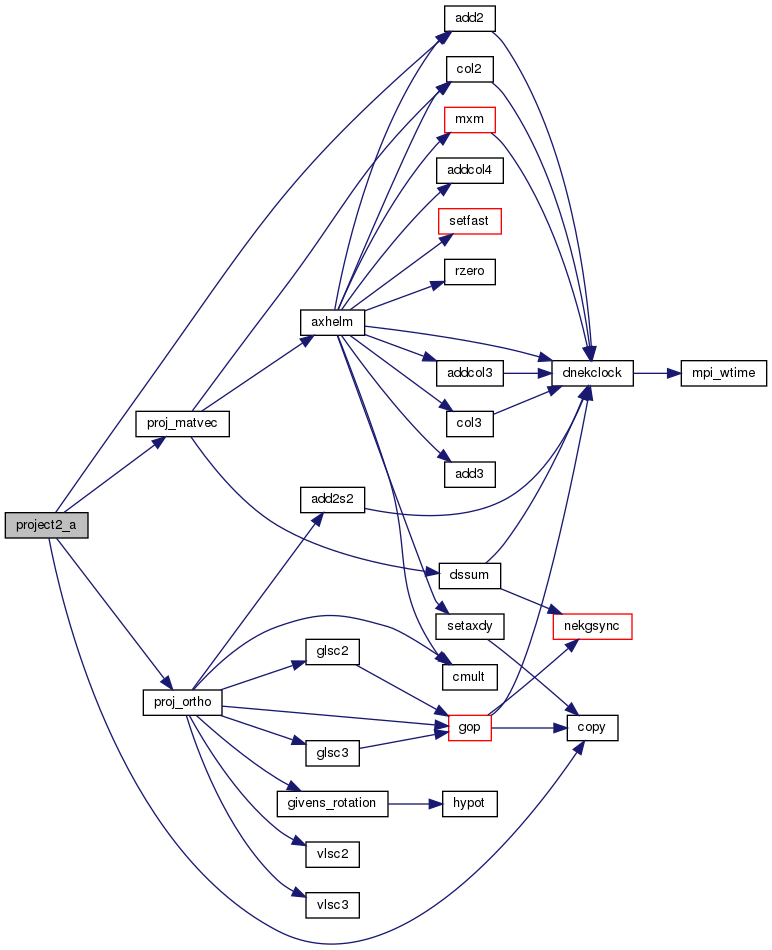 add2
col2
mxm
addcol4
setfast
rzero
axhelm
addcol3
dnekclock
mpi_wtime
proj_matvec
col3
add3
add2s2
project2_a
dssum
setaxdy
nekgsync
glsc2
cmult
proj_ortho
gop
copy
glsc3
givens_rotation
hypot
vlsc2
vlsc3